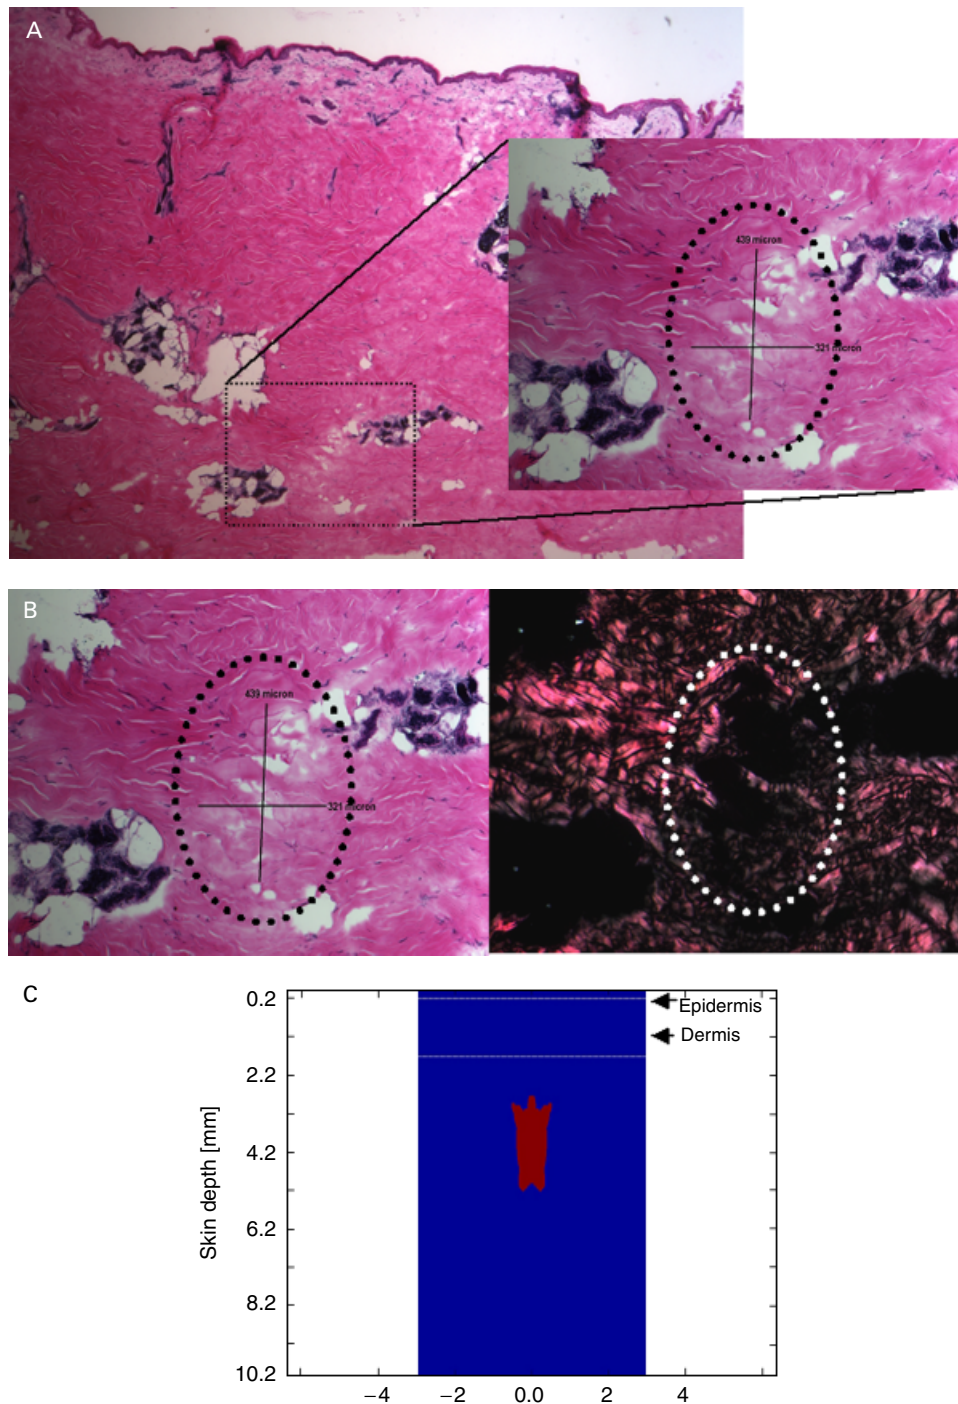 A
439 micron
321 micron
B
439 micron
321 micron
C
0.2
Epidermis
Dermis
2.2
4.2
6.2
8.2
10.2
Skin depth [mm]
−4 −2 0.0 2 4